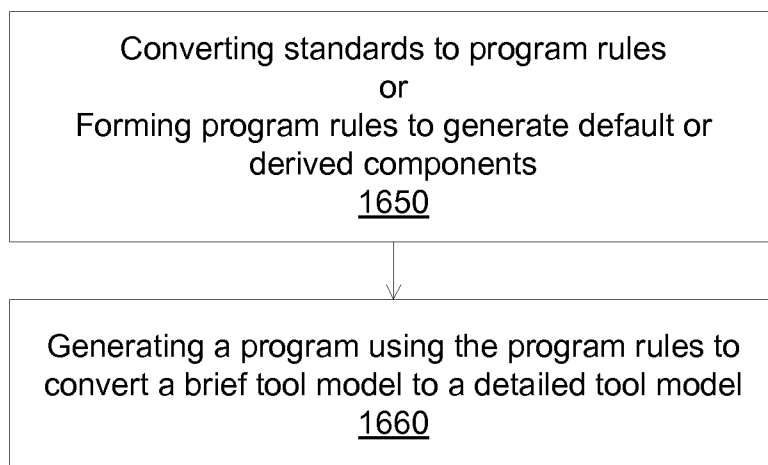 Converting standards to program rules
or
Forming program rules to generate default or
derived components
1650
Generating a program using the program rules to
convert a brief tool model to a detailed tool model
1660